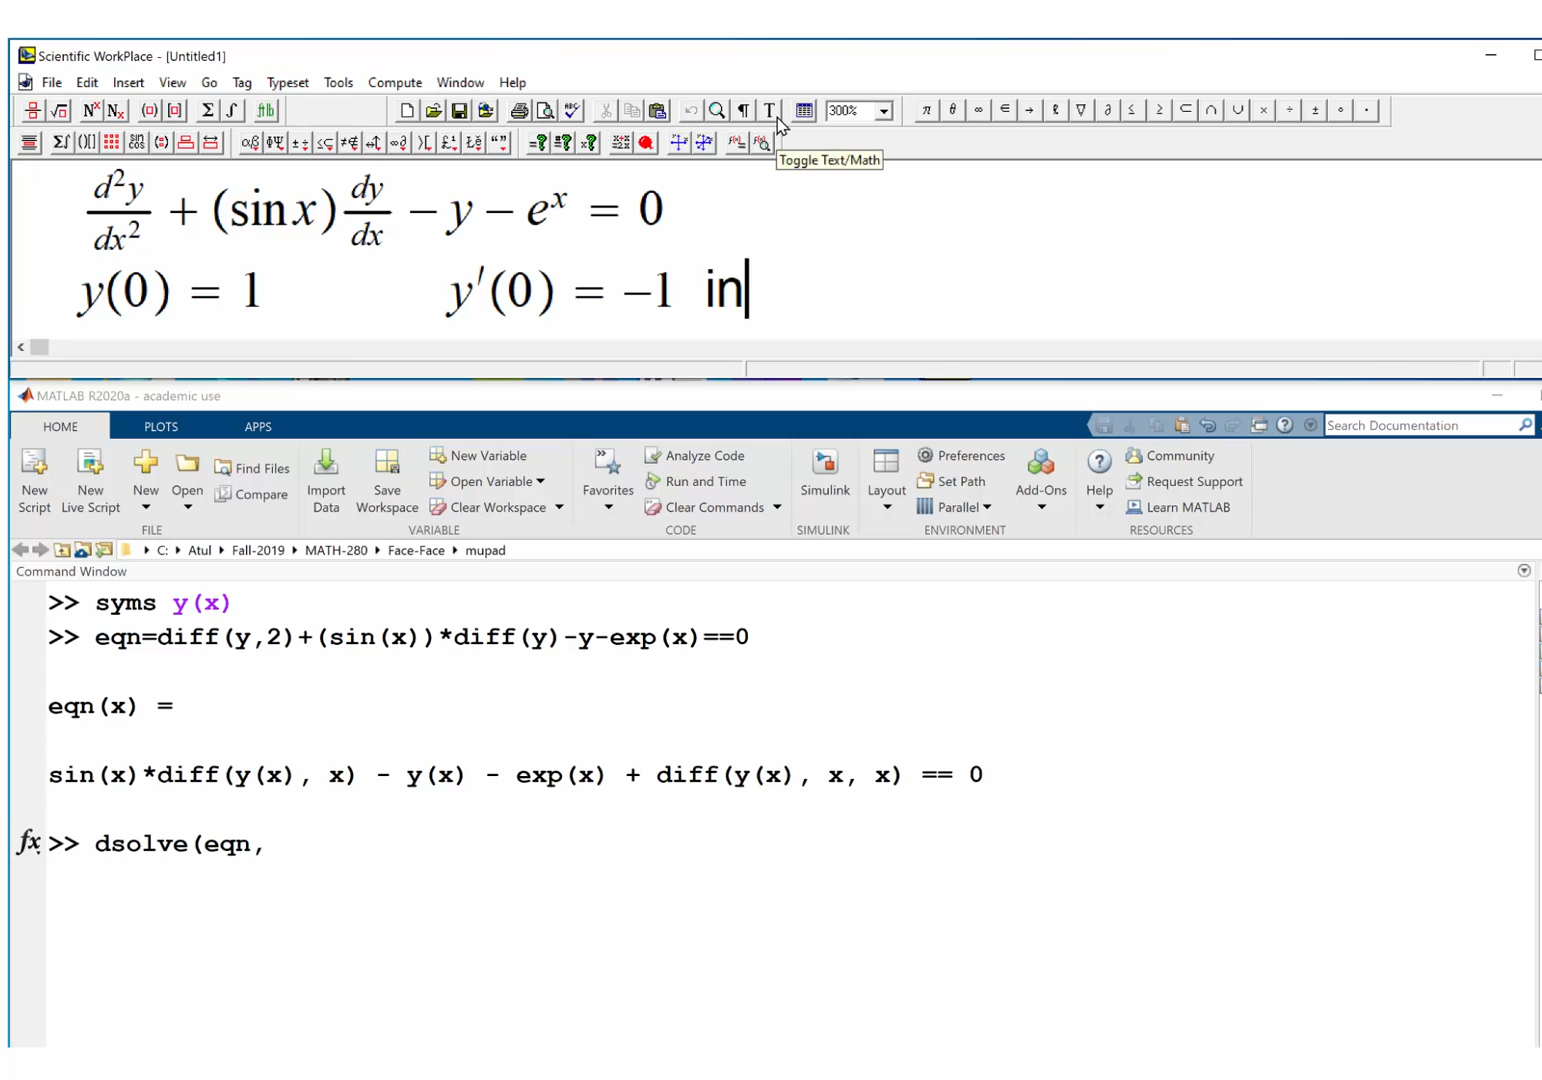 Scientific WorkPlace - [Untitled1]
File Edit Insert View Go Tag Typeset Tools Compute Window Help
300%
Toggle Text/Math
d²y/dx² + (sin x) dy/dx − y − eˣ = 0
y(0) = 1 y′(0) = −1 in
MATLAB R2020a - academic use
HOME PLOTS APPS Search Documentation
New Script New Live Script New Open Find Files Compare Import Data Save Workspace New Variable Open Variable Clear Workspace Favorites Analyze Code Run and Time Clear Commands Simulink Layout Preferences Set Path Parallel Add-Ons Help Community Request Support Learn MATLAB
FILE VARIABLE CODE SIMULINK ENVIRONMENT RESOURCES
C: Atul Fall-2019 MATH-280 Face-Face mupad
Command Window
>> syms y(x)
>> eqn=diff(y,2)+(sin(x))*diff(y)-y-exp(x)==0
eqn(x) =
sin(x)*diff(y(x), x) - y(x) - exp(x) + diff(y(x), x, x) == 0
fx >> dsolve(eqn,